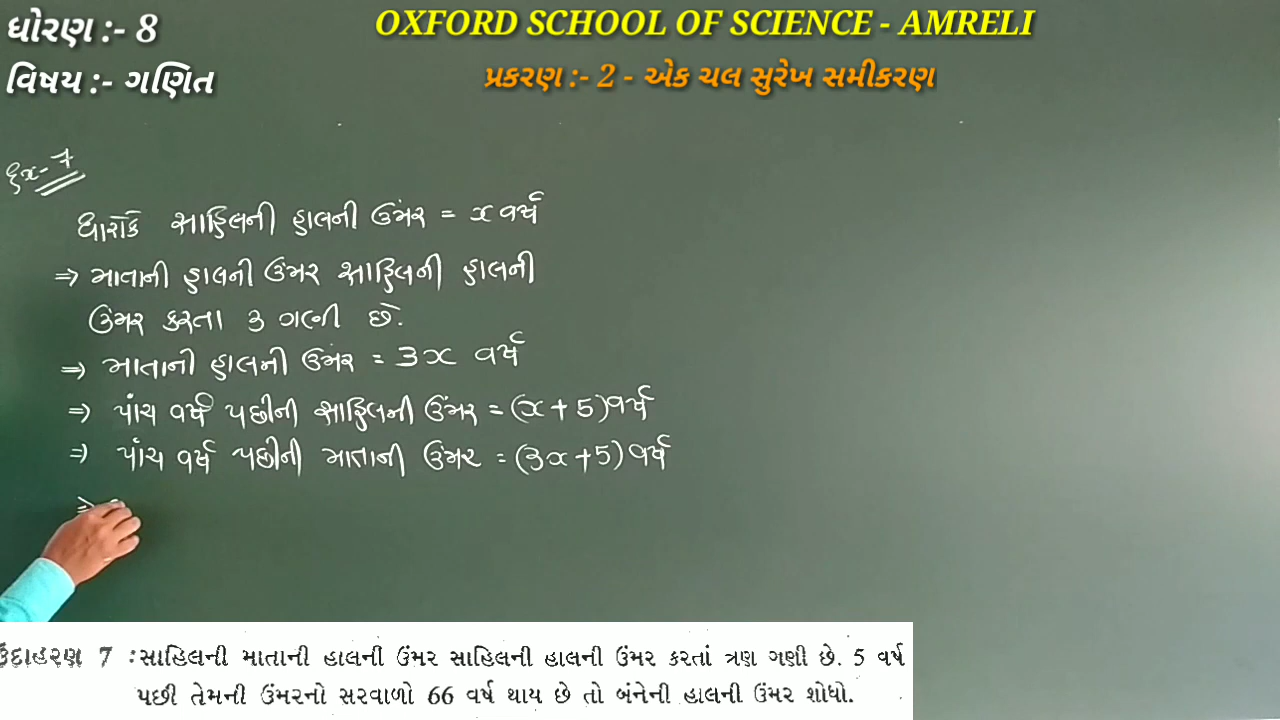 ધોરણ :- 8
OXFORD SCHOOL OF SCIENCE - AMRELI
વિષય :- ગણિત
પ્રકરણ :- 2 - એક ચલ સુરેખ સમીકરણ
Ex-7
ધારોકે સાહિલની હાલની ઉંમર = x વર્ષ
⇒ માતાની હાલની ઉંમર સાહિલની હાલની
ઉંમર કરતા 3 ગણી છે.
⇒ માતાની હાલની ઉંમર = 3x વર્ષ
⇒ પાંચ વર્ષ પછીની સાહિલની ઉંમર = (x + 5) વર્ષ
⇒ પાંચ વર્ષ પછીની માતાની ઉંમર = (3x + 5) વર્ષ
⇒
ઉદાહરણ 7 : સાહિલની માતાની હાલની ઉંમર સાહિલની હાલની ઉંમર કરતાં ત્રણ ગણી છે. 5 વર્ષ
પછી તેમની ઉંમરનો સરવાળો 66 વર્ષ થાય છે તો બંનેની હાલની ઉંમર શોધો.